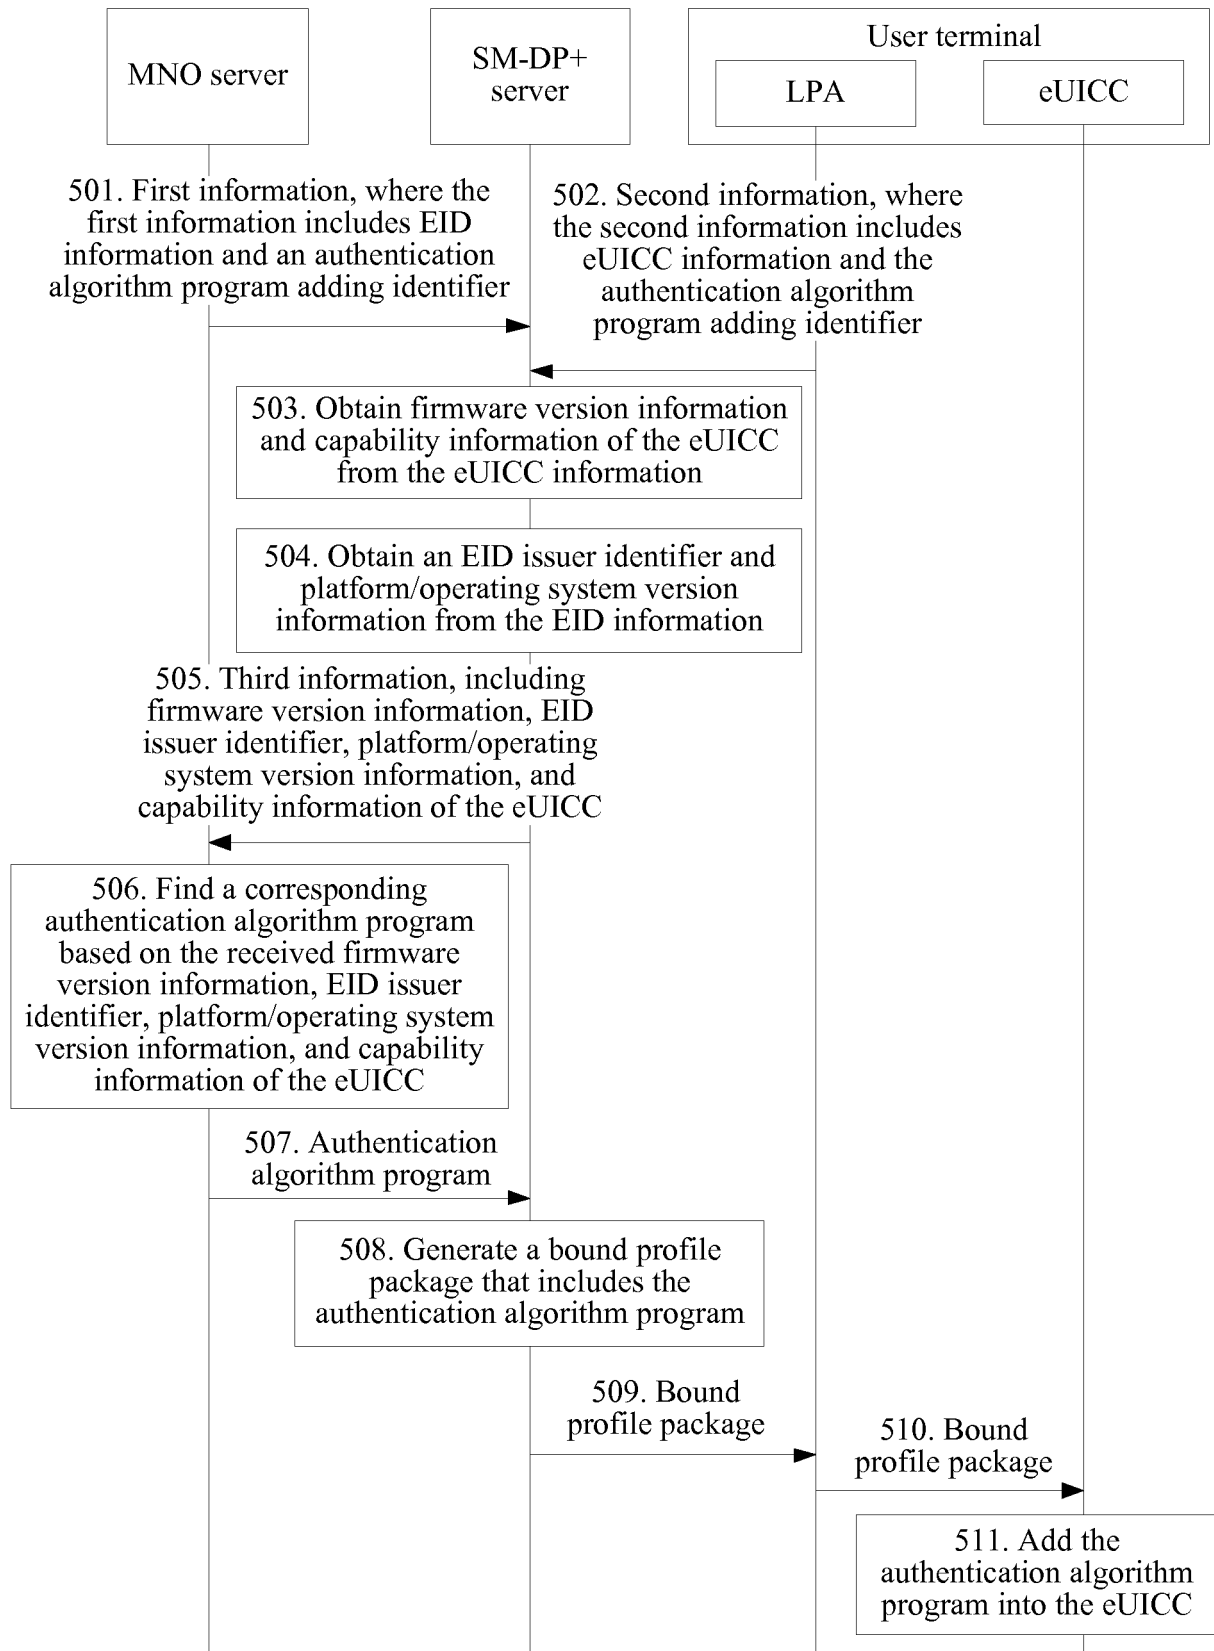 MNO server
SM-DP+
server
User terminal
LPA
eUICC
501. First information, where the
first information includes EID
information and an authentication
algorithm program adding identifier
502. Second information, where
the second information includes
eUICC information and the
authentication algorithm
program adding identifier
503. Obtain firmware version information
and capability information of the eUICC
from the eUICC information
504. Obtain an EID issuer identifier and
platform/operating system version
information from the EID information
505. Third information, including
firmware version information, EID
issuer identifier, platform/operating
system version information, and
capability information of the eUICC
506. Find a corresponding
authentication algorithm program
based on the received firmware
version information, EID issuer
identifier, platform/operating system
version information, and capability
information of the eUICC
507. Authentication
algorithm program
508. Generate a bound profile
package that includes the
authentication algorithm program
509. Bound
profile package
510. Bound
profile package
511. Add the
authentication algorithm
program into the eUICC